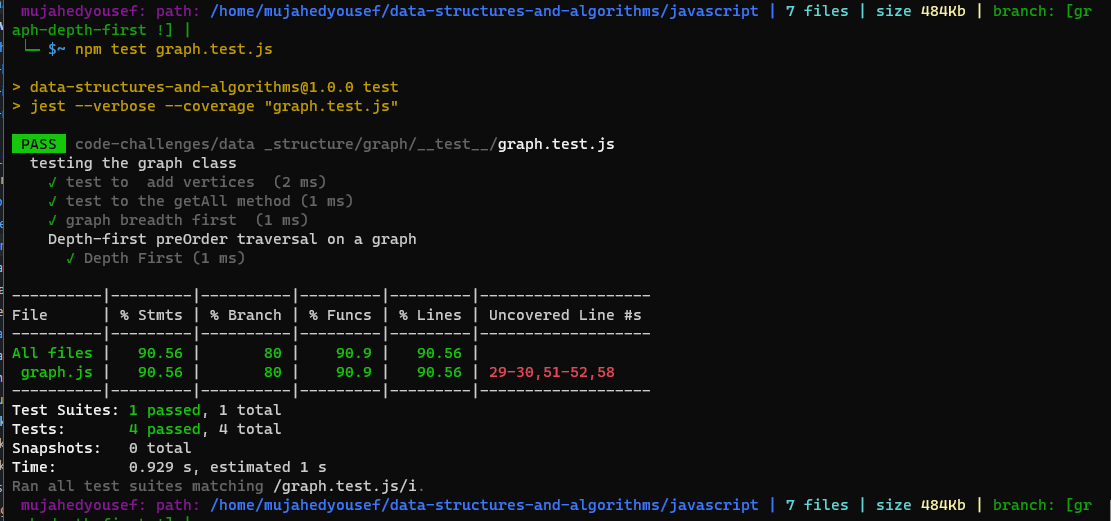 mujahedyousef: path: /home/mujahedyousef/data-structures-and-algorithms/javascript | 7 files | size 484Kb | branch: [gr
aph-depth-first !] |
└─ $~ npm test graph.test.js
> data-structures-and-algorithms@1.0.0 test
> jest --verbose --coverage "graph.test.js"
PASS code-challenges/data _structure/graph/__test__/graph.test.js
testing the graph class
√ test to  add vertices  (2 ms)
√ test to the getAll method (1 ms)
√ graph breadth first  (1 ms)
Depth-first preOrder traversal on a graph
√ Depth First (1 ms)
----------|---------|----------|---------|---------|-------------------
File      | % Stmts | % Branch | % Funcs | % Lines | Uncovered Line #s
----------|---------|----------|---------|---------|-------------------
All files |   90.56 |       80 |    90.9 |   90.56 |
 graph.js |   90.56 |       80 |    90.9 |   90.56 | 29-30,51-52,58
----------|---------|----------|---------|---------|-------------------
Test Suites: 1 passed, 1 total
Tests:       4 passed, 4 total
Snapshots:   0 total
Time:        0.929 s, estimated 1 s
Ran all test suites matching /graph.test.js/i.
mujahedyousef: path: /home/mujahedyousef/data-structures-and-algorithms/javascript | 7 files | size 484Kb | branch: [gr